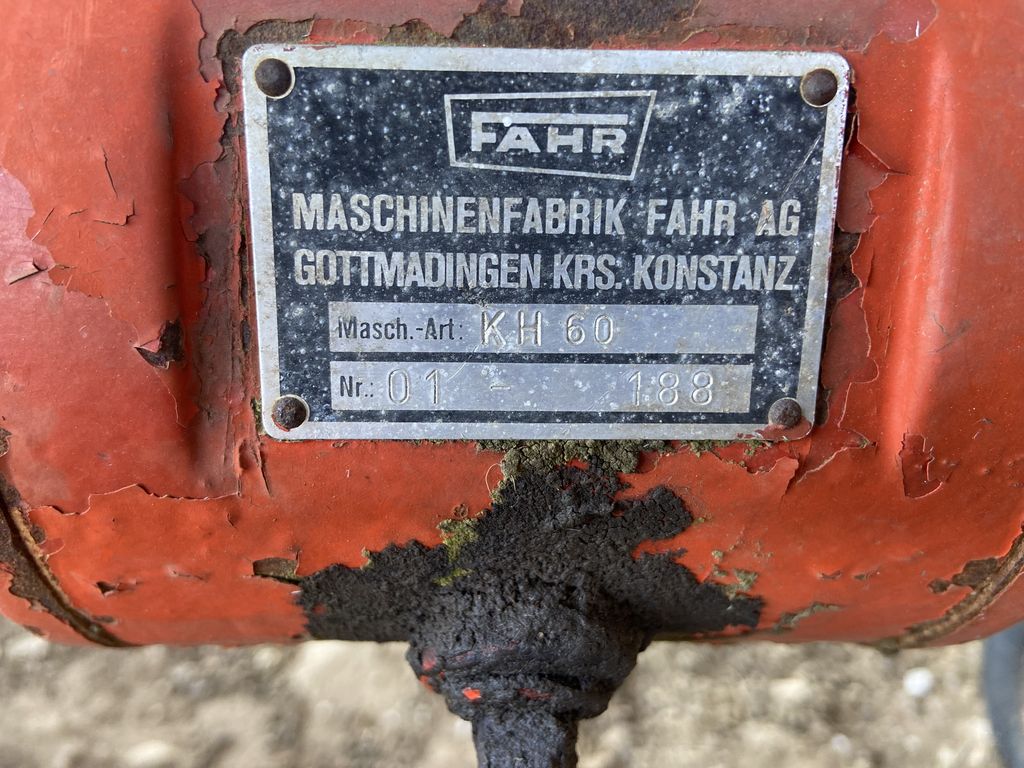 FAHR
MASCHINENFABRIK FAHR AG
GOTTMADINGEN KRS. KONSTANZ
Masch.-Art: KH 60
Nr.: 01 - 188